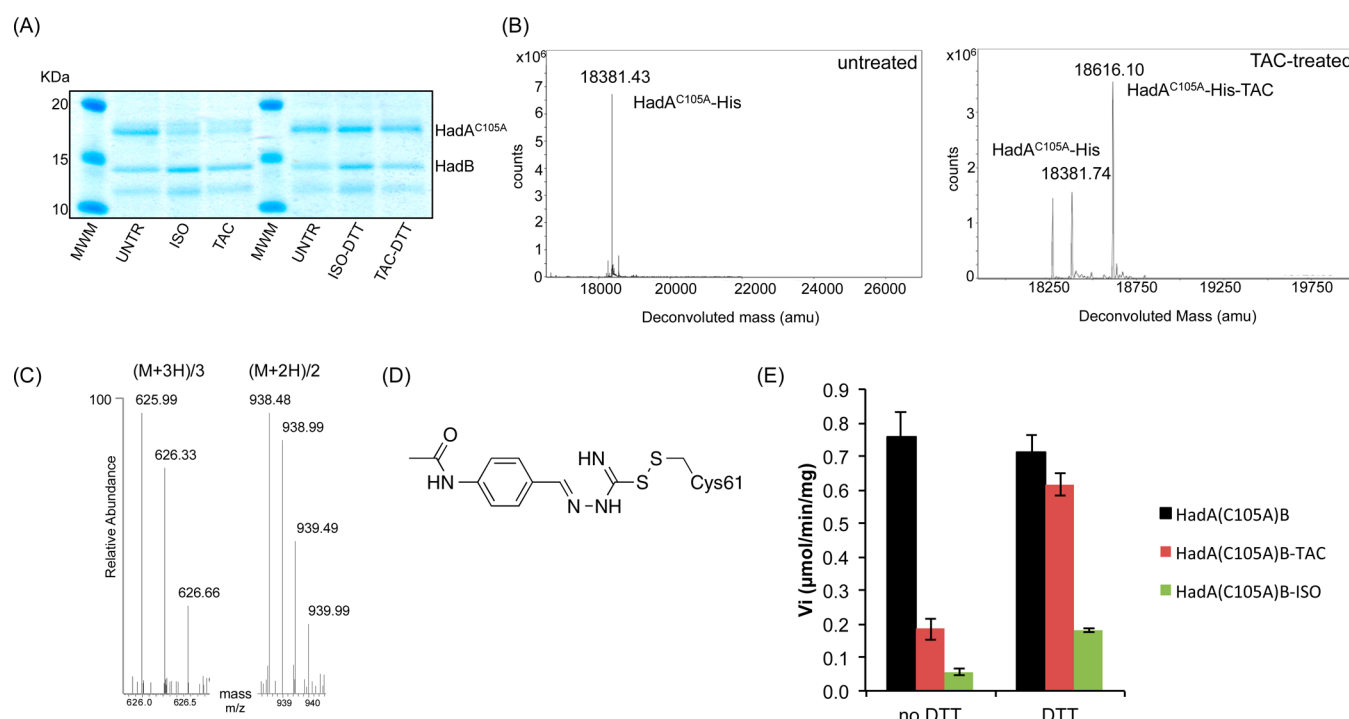 (A)
KDa
20
15
10
HadA^C105A
HadB
MWM
UNTR
ISO
TAC
MWM
UNTR
ISO-DTT
TAC-DTT
(B)
x10^6
untreated
18381.43
HadA^C105A-His
7
6
5
4
3
2
1
0
counts
18000 20000 22000 24000 26000
Deconvoluted mass (amu)
x10^6
TAC-treated
18616.10
HadA^C105A-His-TAC
HadA^C105A-His
18381.74
3
2
1
0
counts
18250 18750 19250 19750
Deconvoluted Mass (amu)
(C)
(M+3H)/3 (M+2H)/2
100
625.99
626.33
626.66
938.48
938.99
939.49
939.99
Relative Abundance
626.0 626.5
mass
m/z
939 940
(D)
O
HN
N
NH
HN
S
S
Cys61
(E)
0.9
0.8
0.7
0.6
0.5
0.4
0.3
0.2
0.1
0.0
Vi (µmol/min/mg)
no DTT DTT
HadA(C105A)B
HadA(C105A)B-TAC
HadA(C105A)B-ISO